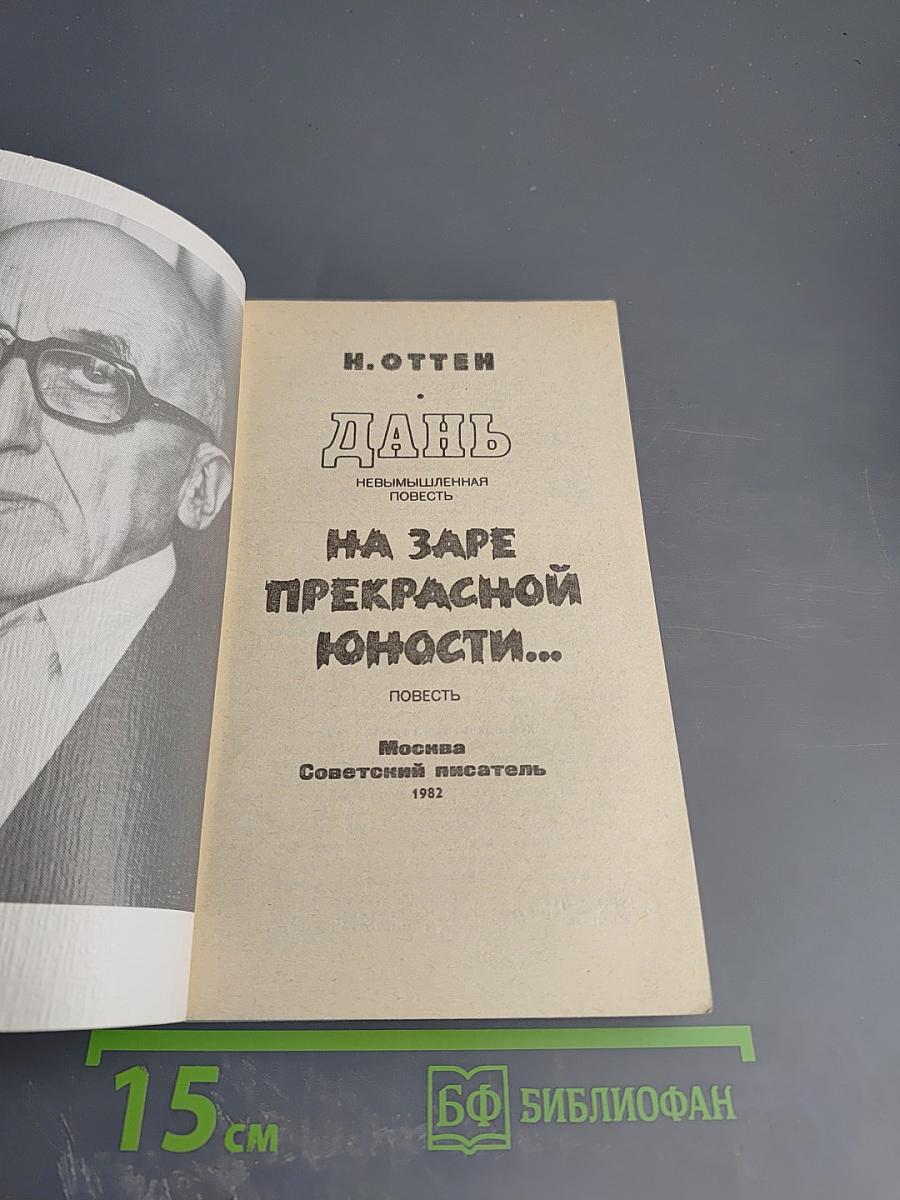 Н. ОТТЕН
ДАНЬ
НЕВЫМЫШЛЕННАЯ
ПОВЕСТЬ
НА ЗАРЕ
ПРЕКРАСНОЙ
ЮНОСТИ...
ПОВЕСТЬ
Москва
Советский писатель
1982
15 см
БФ БИБЛИОФАН